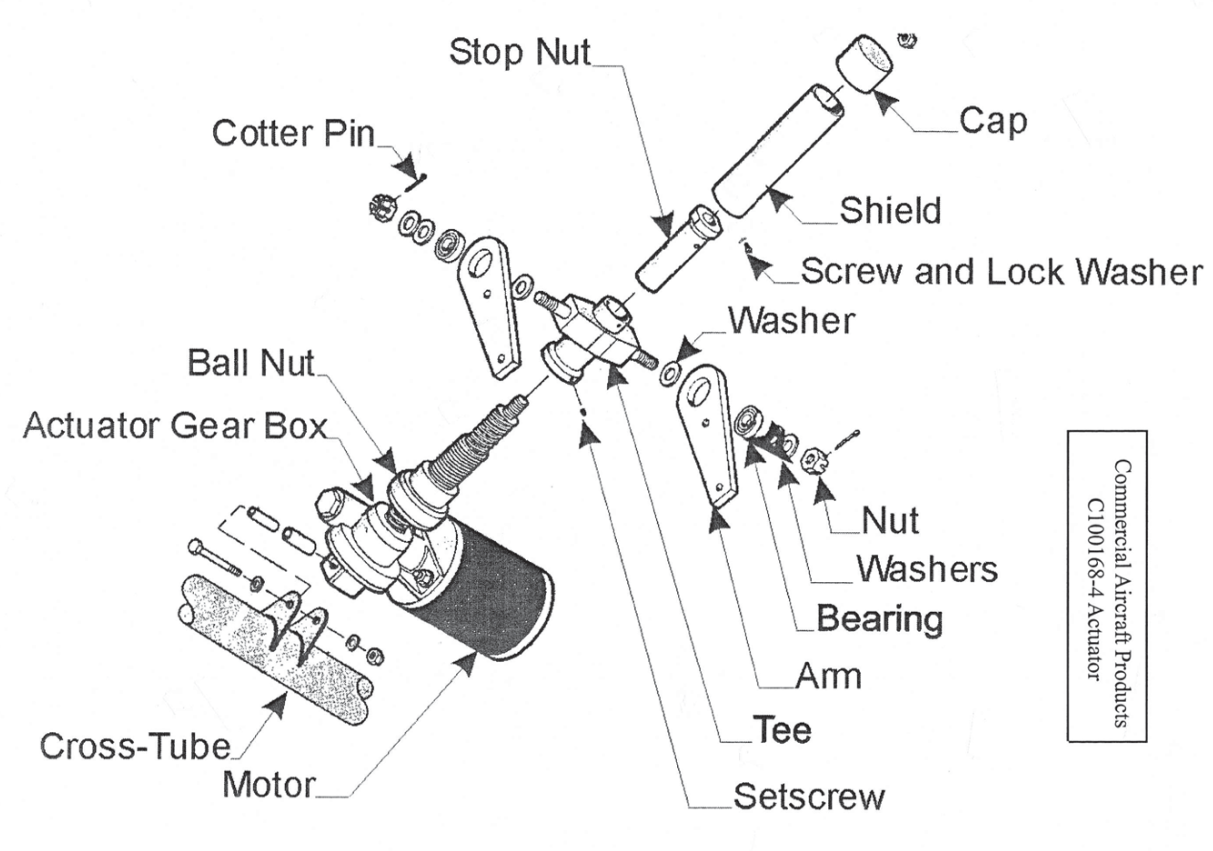 Stop Nut
Cap
Cotter Pin
Shield
Screw and Lock Washer
Washer
Ball Nut
Actuator Gear Box
Nut
Washers
Bearing
Arm
Tee
Cross-Tube
Motor
Setscrew
Commercial Aircraft Products
C100168-4 Actuator